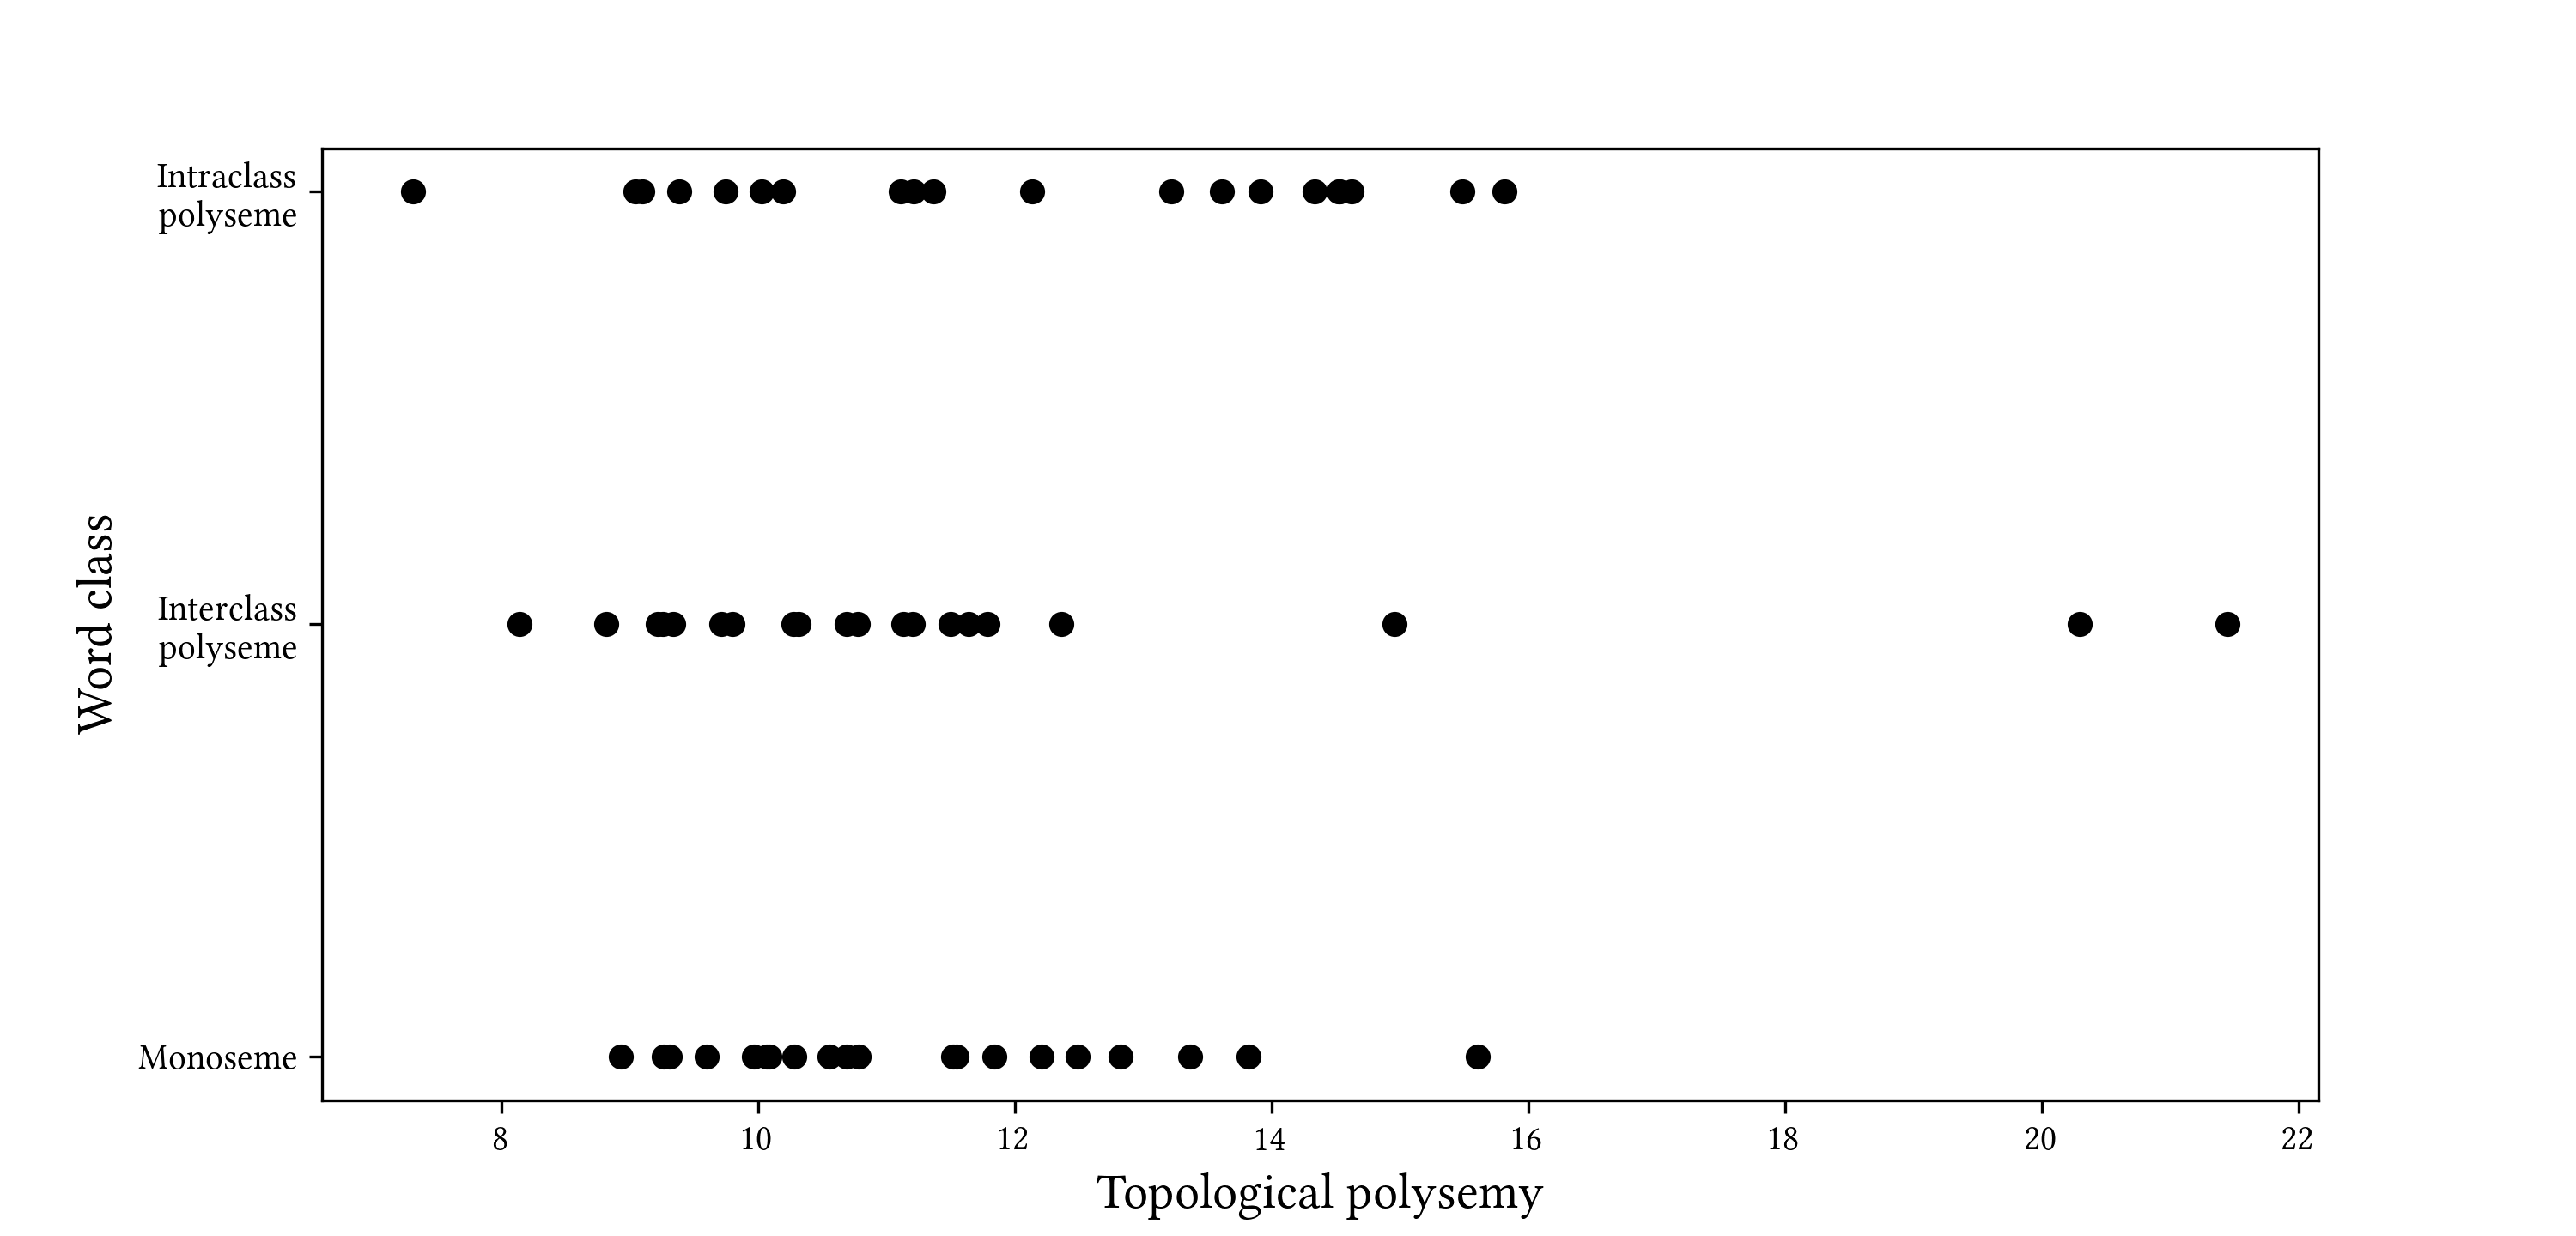 Intraclass
polyseme
Word class
Interclass
polyseme
Monoseme
8 10 12 14 16 18 20 22
Topological polysemy